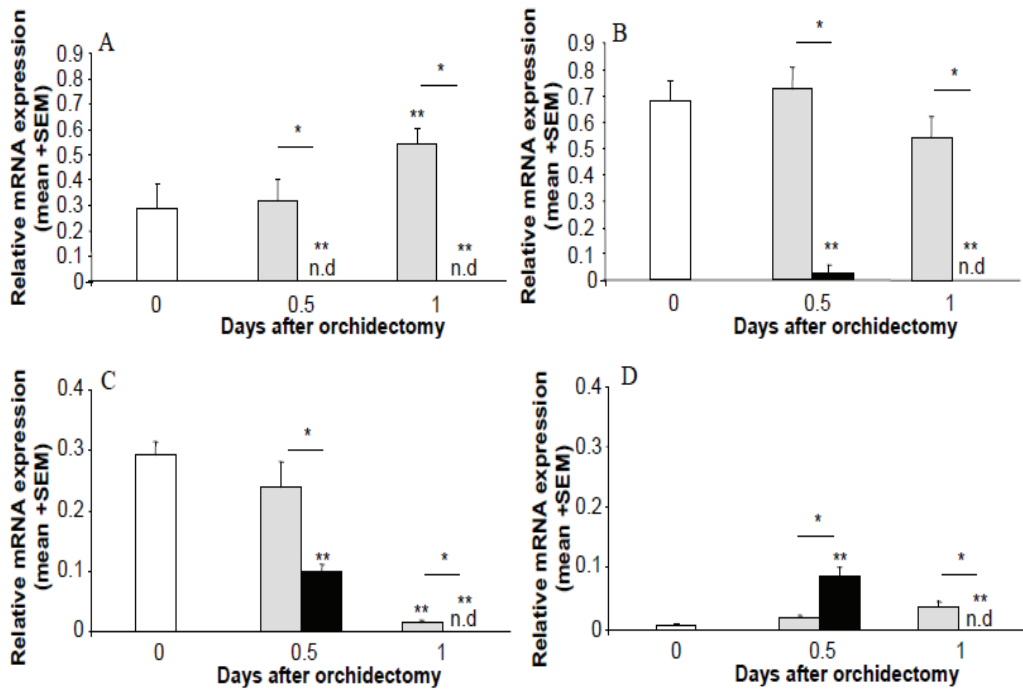 A
Relative mRNA expression
(mean +SEM)
0.9
0.8
0.7
0.6
0.5
0.4
0.3
0.2
0.1
0
*
**
n.d
*
**
**
n.d
0
0.5
1
Days after orchidectomy
B
Relative mRNA expression
(mean +SEM)
0.9
0.8
0.7
0.6
0.5
0.4
0.3
0.2
0.1
0
*
**
*
**
n.d
0
0.5
1
Days after orchidectomy
C
Relative mRNA expression
(mean +SEM)
0.4
0.3
0.2
0.1
0
*
**
*
**
**
n.d
0
0.5
1
Days after orchidectomy
D
Relative mRNA expression
(mean +SEM)
0.4
0.3
0.2
0.1
0
*
**
*
**
n.d
0
0.5
1
Days after orchidectomy